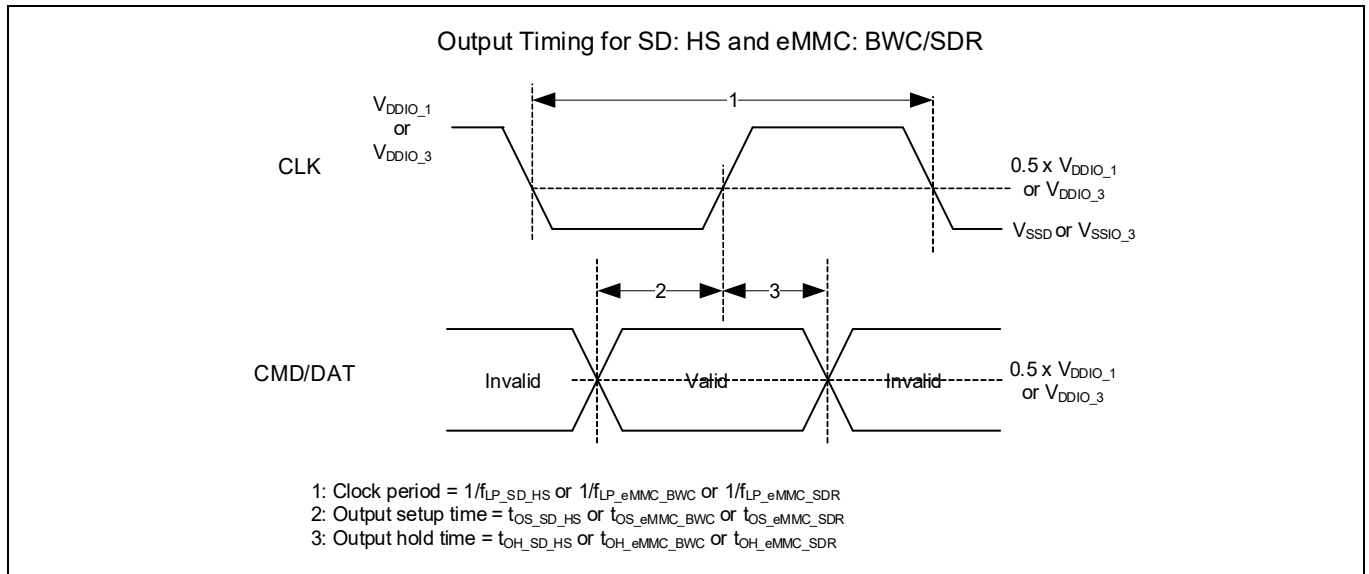 Output Timing for SD: HS and eMMC: BWC/SDR
1
VDDIO_1
or
VDDIO_3
CLK
0.5 x VDDIO_1
or VDDIO_3
VSSD or VSSIO_3
2
3
CMD/DAT
Invalid
Valid
Invalid
0.5 x VDDIO_1
or VDDIO_3
1: Clock period = 1/fLP_SD_HS or 1/fLP_eMMC_BWC or 1/fLP_eMMC_SDR
2: Output setup time = tOS_SD_HS or tOS_eMMC_BWC or tOS_eMMC_SDR
3: Output hold time = tOH_SD_HS or tOH_eMMC_BWC or tOH_eMMC_SDR